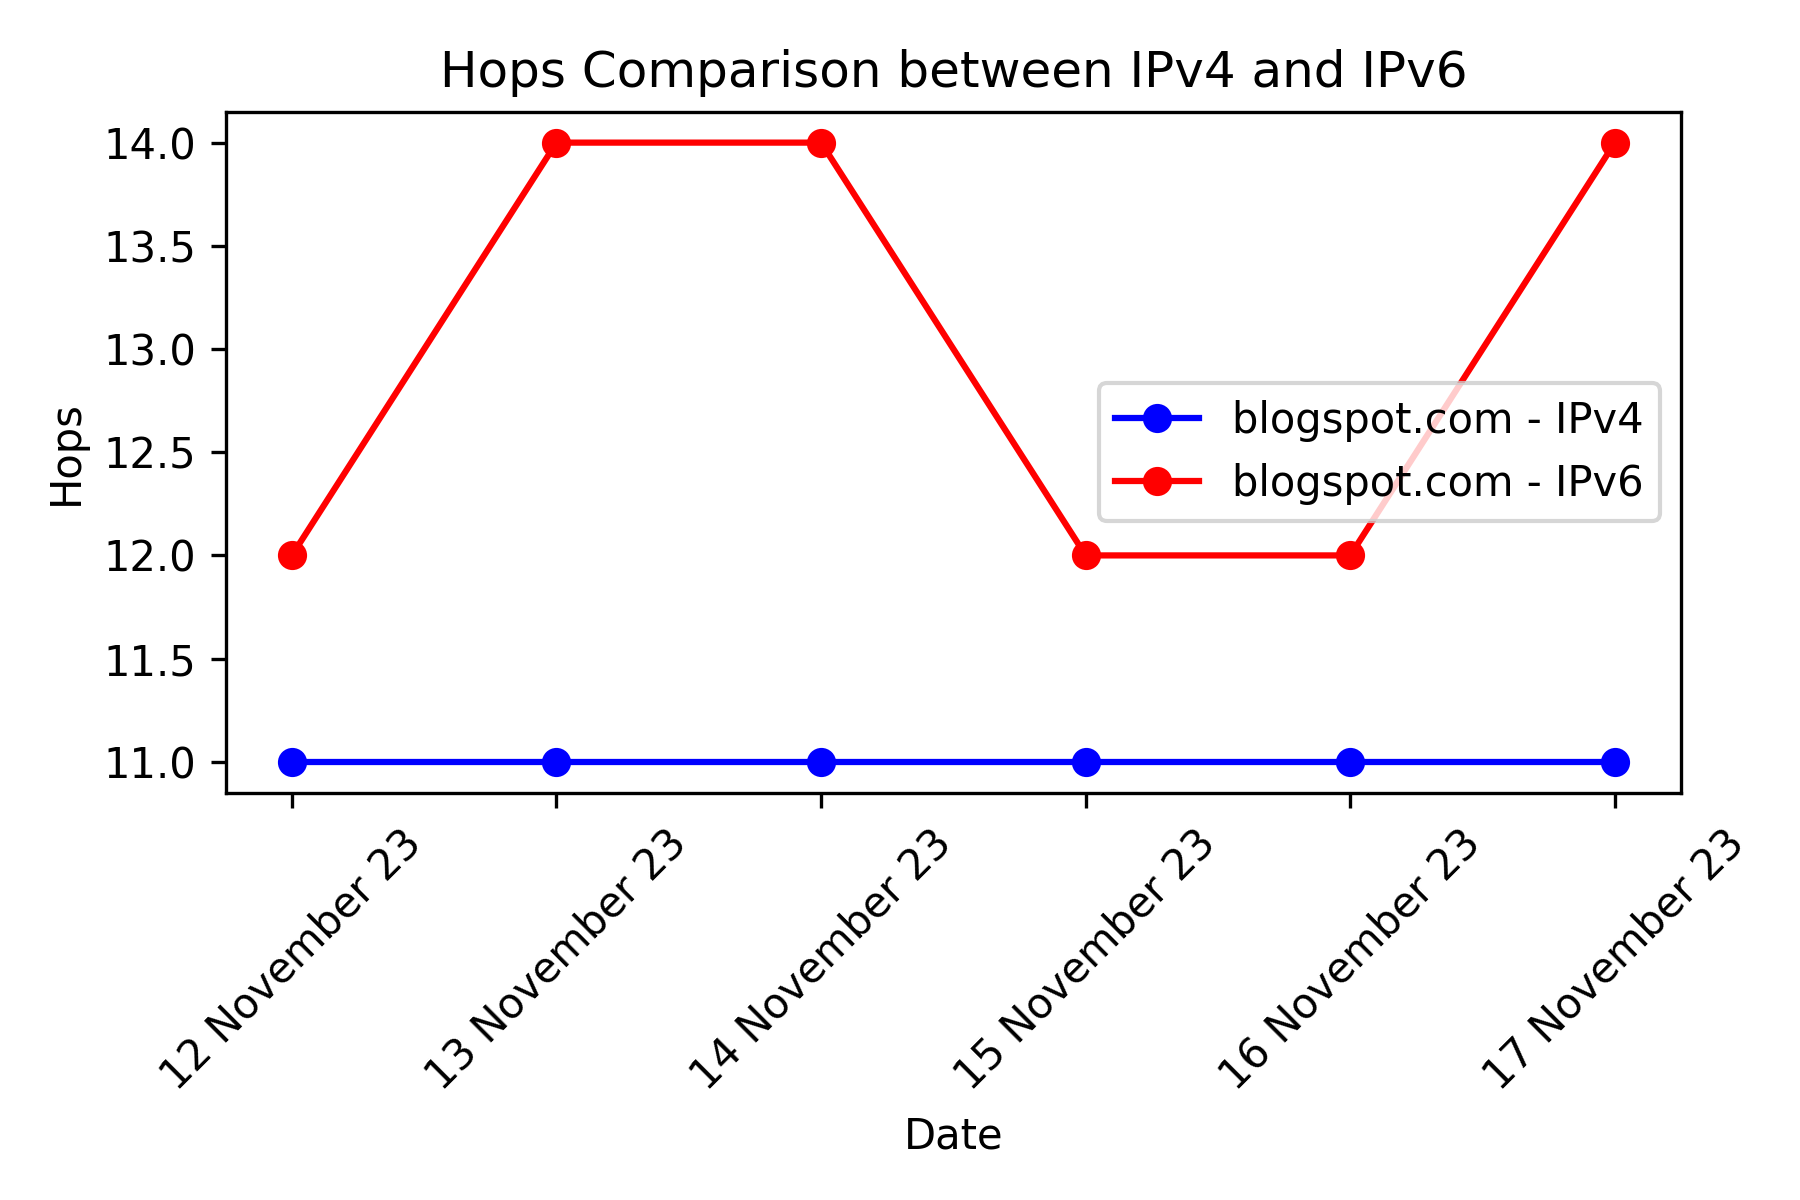 Hops Comparison between IPv4 and IPv6
14.0
13.5
13.0
12.5
12.0
11.5
11.0
Hops
blogspot.com - IPv4
blogspot.com - IPv6
12 November 23
13 November 23
14 November 23
15 November 23
16 November 23
17 November 23
Date